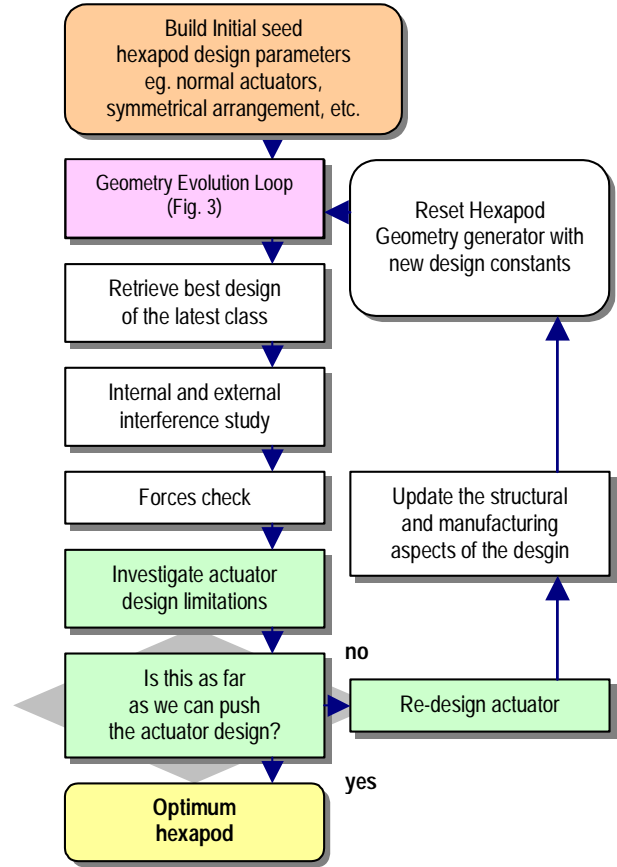 Build Initial seed
hexapod design parameters
eg. normal actuators,
symmetrical arrangement, etc.
Geometry Evolution Loop
(Fig. 3)
Reset Hexapod
Geometry generator with
new design constants
Retrieve best design
of the latest class
Internal and external
interference study
Forces check
Update the structural
and manufacturing
aspects of the desgin
Investigate actuator
design limitations
no
Is this as far
as we can push
the actuator design?
Re-design actuator
yes
Optimum
hexapod